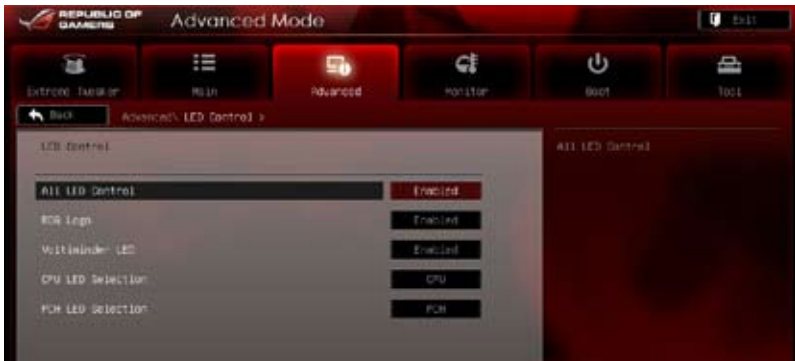 REPUBLIC OF
GAMERS
Advanced Mode
Exit
Extreme Tweaker
Main
Advanced
Monitor
Boot
Tool
Back
Advanced\ LED Control >
LED Control
All LED Control
All LED Control
Enabled
ROG Logo
Enabled
Voltiminder LED
Enabled
CPU LED Selection
CPU
PCH LED Selection
PCH